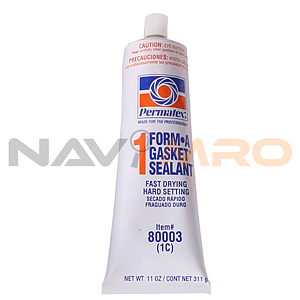 CAUTION:
PRECAUCIONES:
Permatex
MADE FOR THE PROFESSIONAL
1
FORM•A
GASKET
SEALANT
FAST DRYING
HARD SETTING
SECADO RÁPIDO
FRAGUADO DURO
Item#
80003
(1C)
NET WT 11 OZ/ CONT NET 311 g
NAVIMRO